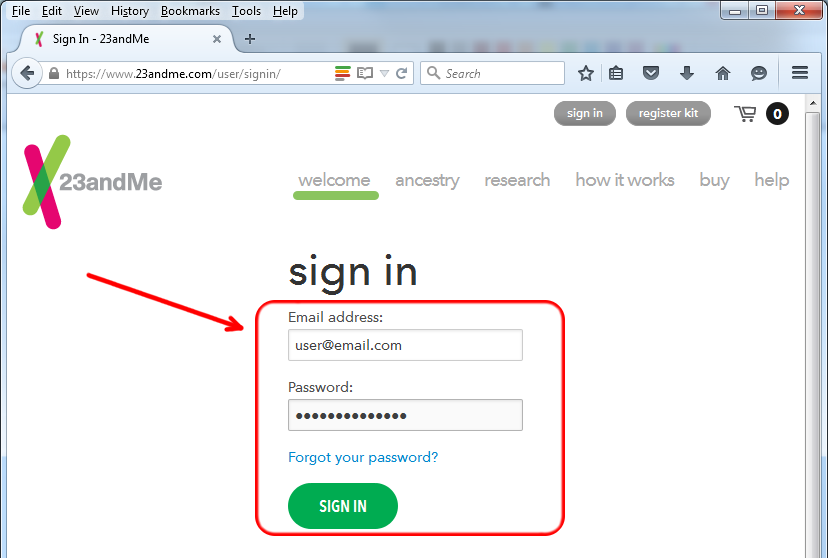 File Edit View History Bookmarks Tools Help
Sign In - 23andMe
https://www.23andme.com/user/signin/ Search
sign in register kit 0
23andMe welcome ancestry research how it works buy help
sign in
Email address:
user@email.com
Password:
••••••••••••••
Forgot your password?
SIGN IN